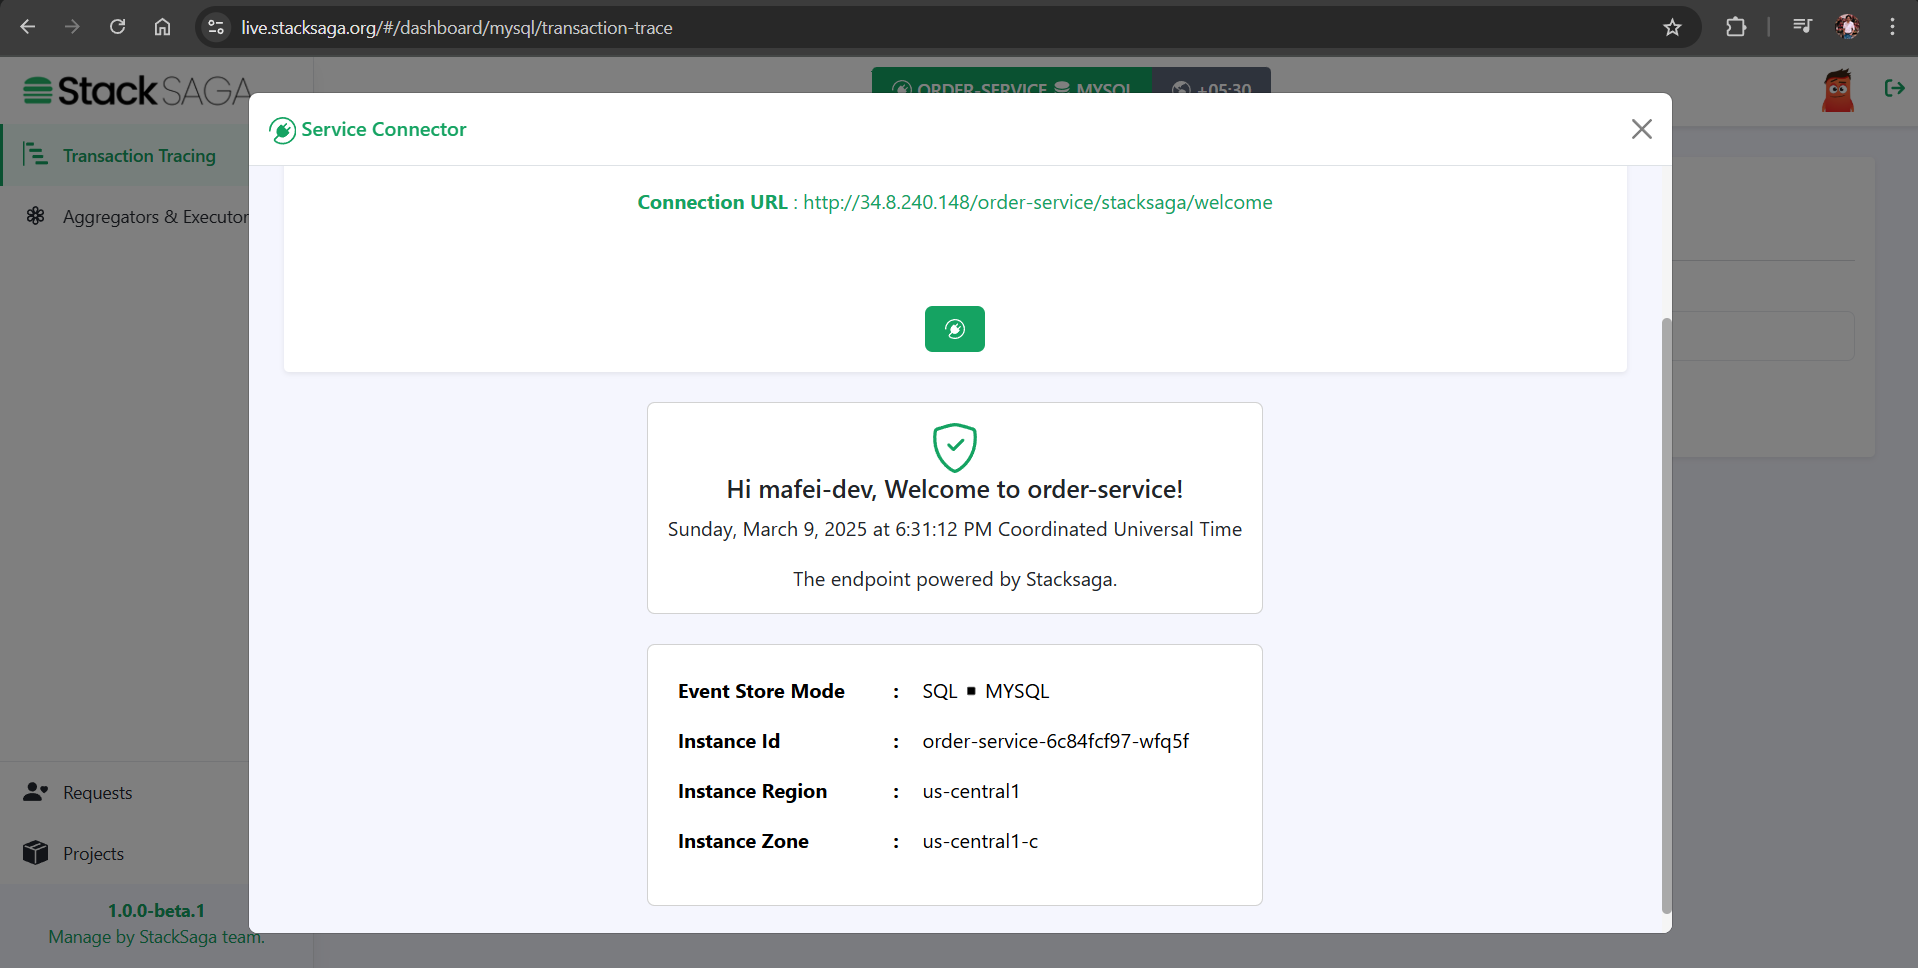 live.stacksaga.org/#/dashboard/mysql/transaction-trace
StackSAGA
ORDER-SERVICE MYSQL
+05:30
Service Connector
Transaction Tracing
Aggregators & Executor
Connection URL : http://34.8.240.148/order-service/stacksaga/welcome
Hi mafei-dev, Welcome to order-service!
Sunday, March 9, 2025 at 6:31:12 PM Coordinated Universal Time
The endpoint powered by Stacksaga.
Event Store Mode : SQL ▪ MYSQL
Instance Id : order-service-6c84fcf97-wfq5f
Instance Region : us-central1
Instance Zone : us-central1-c
Requests
Projects
1.0.0-beta.1
Manage by StackSaga team.